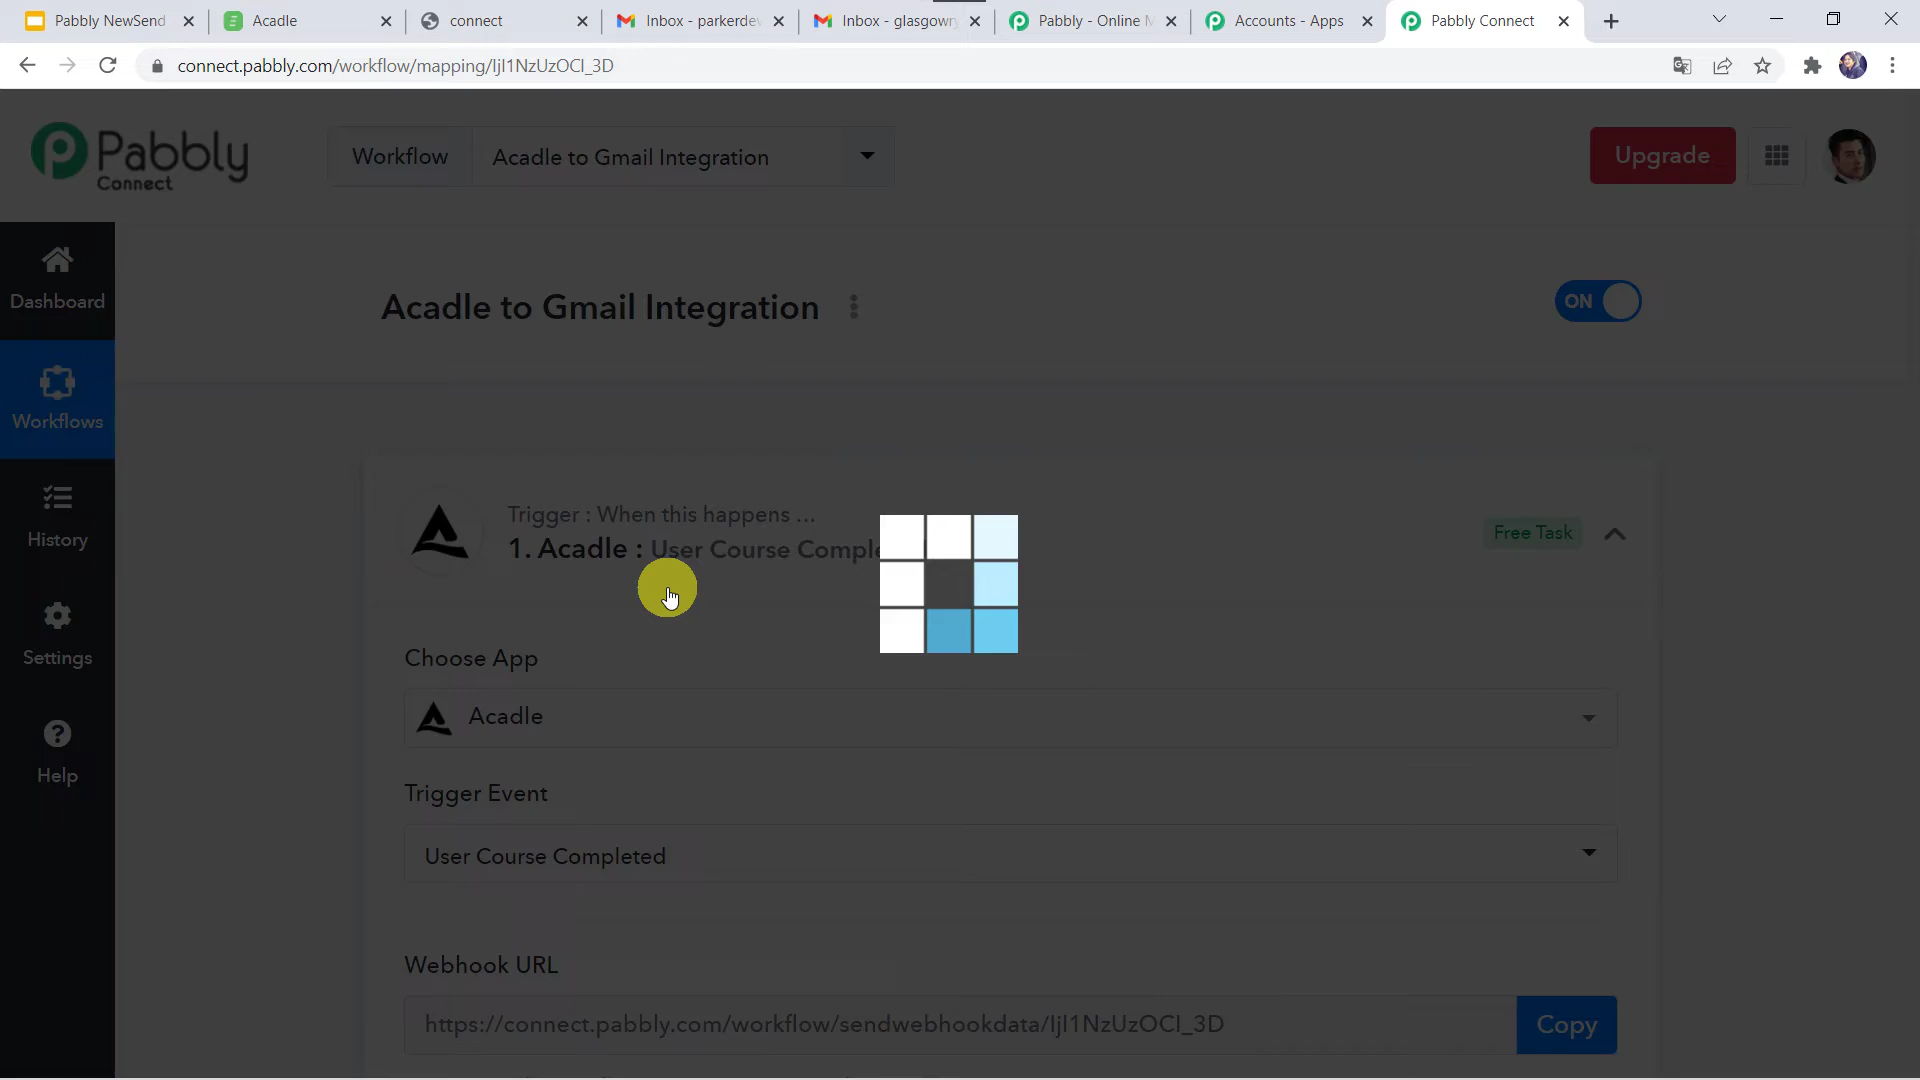 Pabbly NewSend
Acadle
connect
Inbox - parkerdev
Inbox - glasgowry
Pabbly - Online M
Accounts - Apps
Pabbly Connect
connect.pabbly.com/workflow/mapping/IjI1NzUzOCI_3D
Pabbly
Connect
Workflow
Acadle to Gmail Integration
Upgrade
Dashboard
Workflows
History
Settings
Help
Acadle to Gmail Integration
ON
Trigger : When this happens ...
1. Acadle : User Course Comple
Free Task
Choose App
Acadle
Trigger Event
User Course Completed
Webhook URL
https://connect.pabbly.com/workflow/sendwebhookdata/IjI1NzUzOCI_3D
Copy